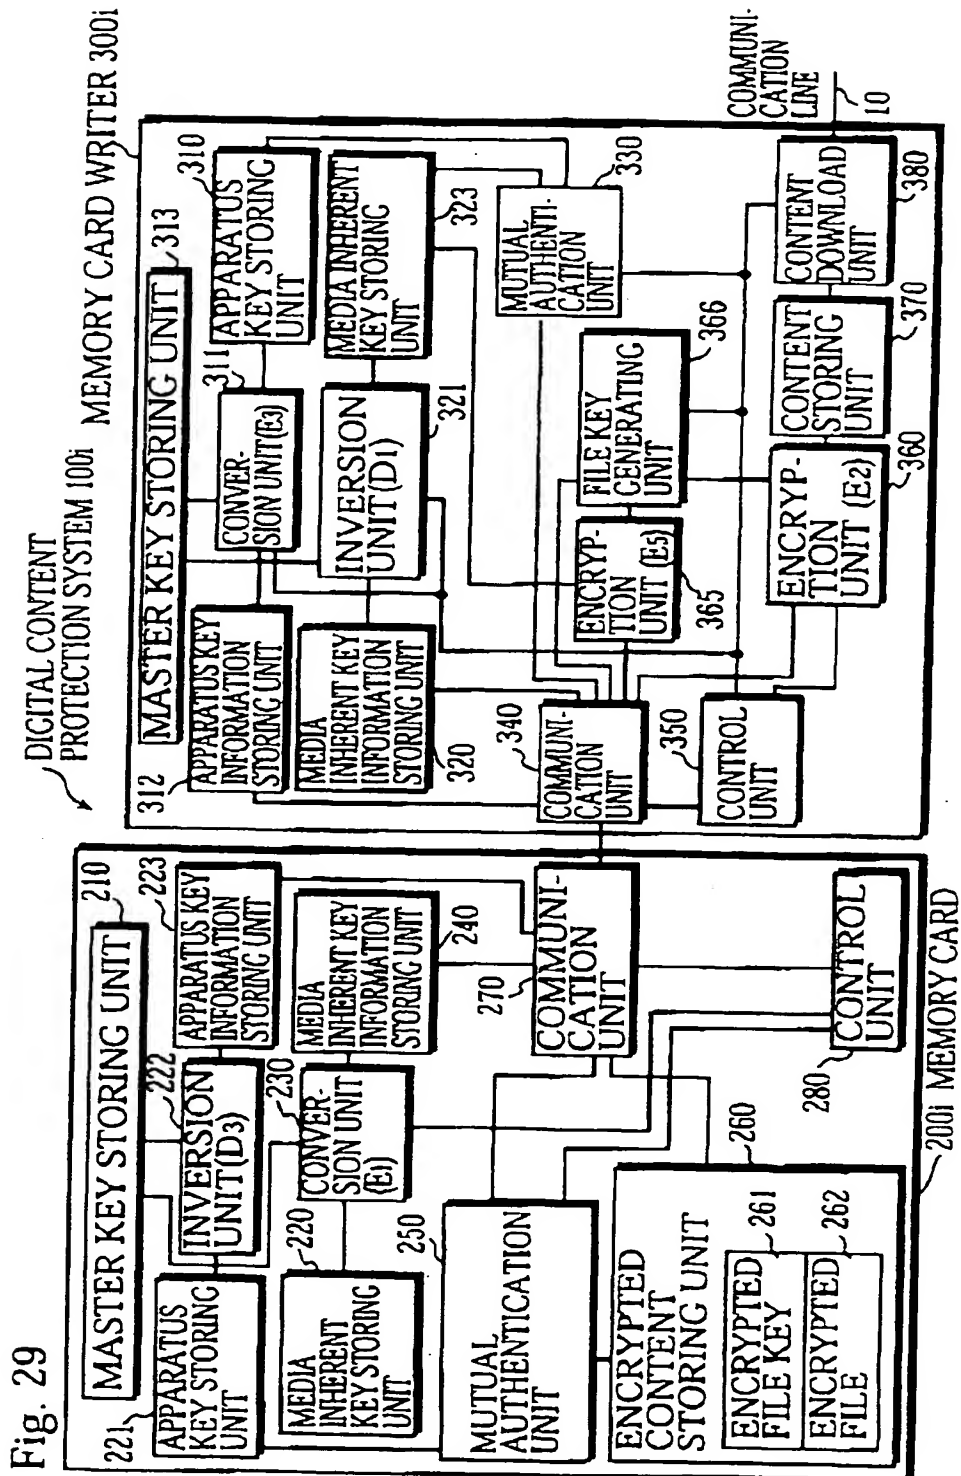 Fig. 29
DIGITAL CONTENT
PROTECTION SYSTEM 100i
200i MEMORY CARD
MASTER KEY STORING UNIT
210
221
APPARATUS
KEY STORING
UNIT
222
INVERSION
UNIT(D3)
223
APPARATUS KEY
INFORMATION
STORING UNIT
220
MEDIA
INHERENT
KEY STORING
UNIT
230
CONVER-
SION UNIT
(E1)
MEDIA
INHERENT KEY
INFORMATION
STORING UNIT
240
250
MUTUAL
AUTHENTICATION
UNIT
270
COMMUNI-
CATION
UNIT
260
ENCRYPTED
CONTENT
STORING UNIT
ENCRYPTED
FILE KEY
261
ENCRYPTED
FILE
262
280
CONTROL
UNIT
MEMORY CARD WRITER 300i
MASTER KEY STORING UNIT
313
312
APPARATUS KEY
INFORMATION
STORING UNIT
311
CONVER-
SION UNIT(E3)
310
APPARATUS
KEY STORING
UNIT
MEDIA
INHERENT KEY
INFORMATION
STORING UNIT
320
INVERSION
UNIT(D1)
321
MEDIA INHERENT
KEY STORING
UNIT
323
MUTUAL
AUTHENTI-
CATION
UNIT
330
340
COMMUNI-
CATION
UNIT
ENCRYP-
TION
UNIT (E5)
365
FILE KEY
GENERATING
UNIT
366
350
CONTROL
UNIT
ENCRYP-
TION
UNIT (E2)
360
CONTENT
STORING
UNIT
370
CONTENT
DOWNLOAD
UNIT
380
COMMUNI-
CATION
LINE
10